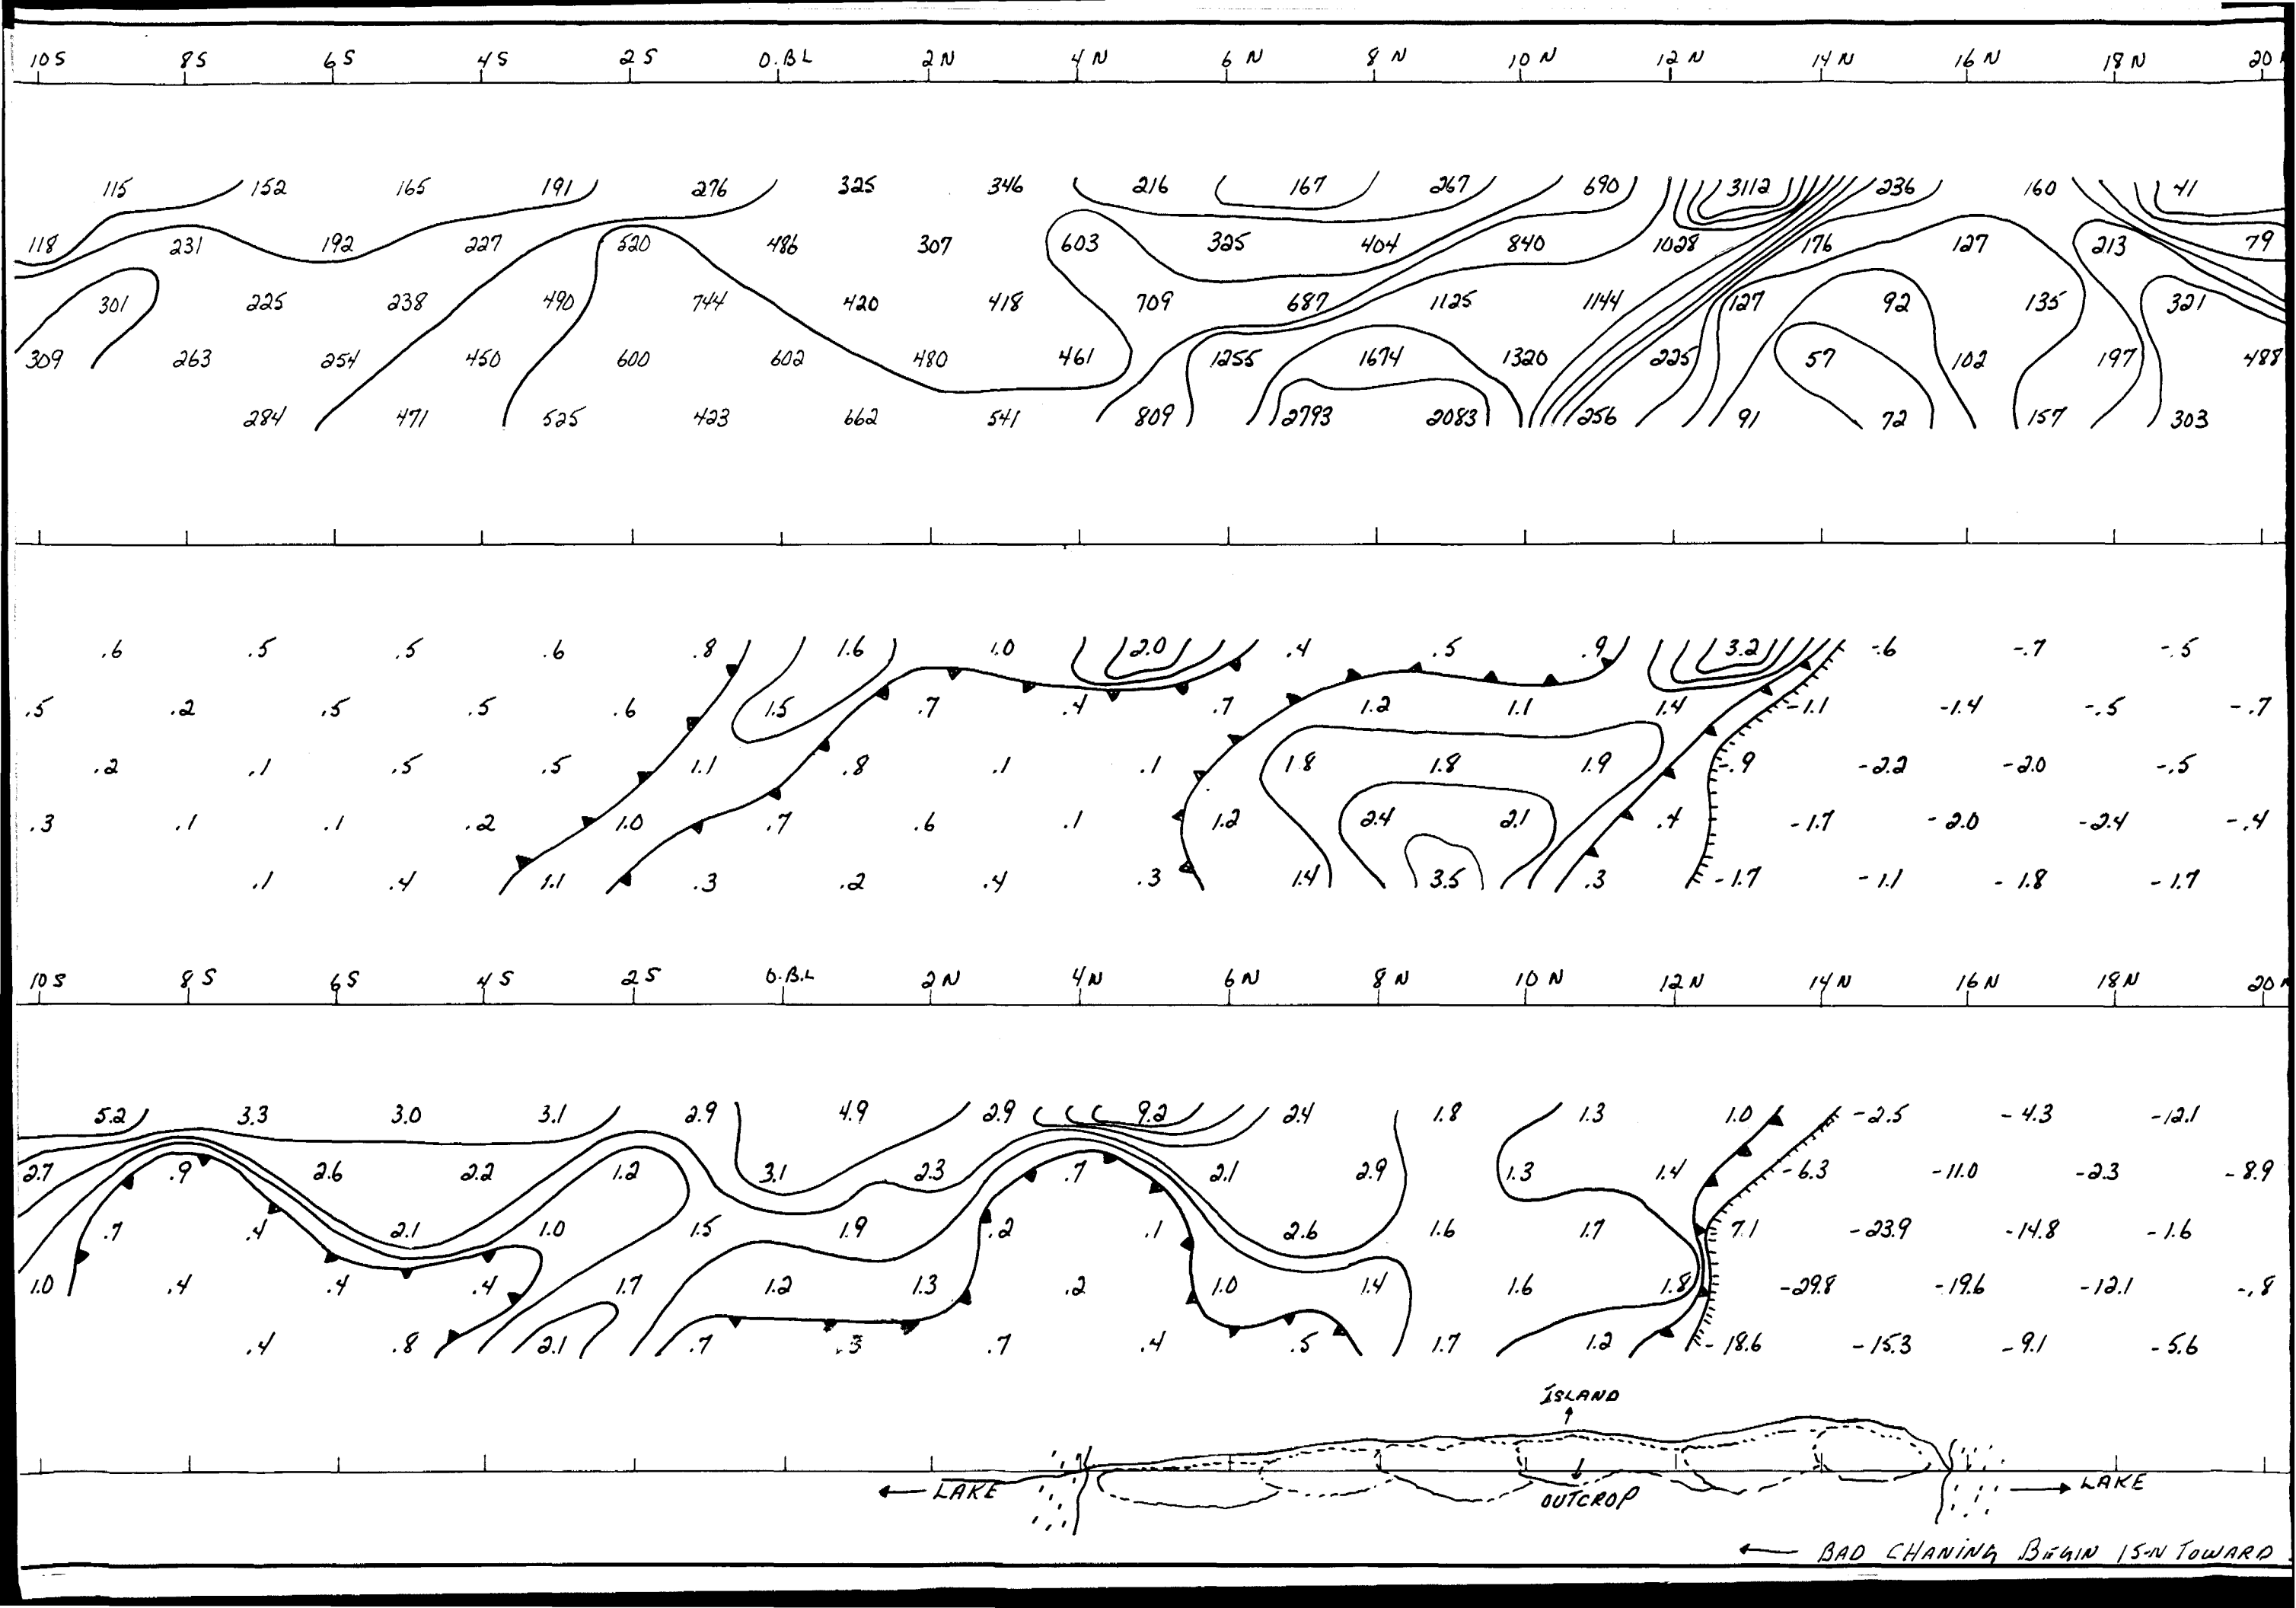 10 S 8S 6S 4S 2S 0.BL 2N 4N 6N 8N 10N 12N 14N 16N 18N 20
115 152 165 191 276 325 346 216 167 267 690 3112 236 160 41
118 231 192 227 520 486 307 603 325 404 840 1028 176 127 213 79
301 225 238 490 744 420 418 709 687 1125 1144 127 92 135 321
309 263 254 450 600 602 480 461 1255 1674 1320 225 57 102 197 488
284 471 525 423 662 541 809 2793 2083 256 91 72 157 303
.6 .5 .5 .6 .8 1.6 1.0 2.0 .4 .5 .9 3.2 -.6 -.7 -.5
.5 .2 .5 .5 .6 1.5 .7 .4 .7 1.2 1.1 1.4 -1.1 -1.4 -.5 -.7
.2 .1 .5 .5 1.1 .8 .1 .1 1.8 1.8 1.9 -.9 -2.2 -2.0 -.5
.3 .1 .1 .2 1.0 .7 .6 .1 1.2 2.4 2.1 .4 -1.7 -2.0 -2.4 -.4
.1 .4 1.1 .3 .2 .4 .3 1.4 3.5 .3 -1.7 -1.1 -1.8 -1.7
10 S 8 S 6S 4 S 2S 0.B.L 2N 4N 6N 8N 10N 12N 14N 16N 18N 20
5.2 3.3 3.0 3.1 2.9 4.9 2.9 9.2 2.4 1.8 1.3 1.0 -2.5 -4.3 -12.1
2.7 .9 2.6 2.2 1.2 3.1 2.3 .7 2.1 2.9 1.3 1.4 -6.3 -11.0 -2.3 -8.9
.7 .4 2.1 1.0 1.5 1.9 .2 .1 2.6 1.6 1.7 7.1 -23.9 -14.8 -1.6
1.0 .4 .4 .4 1.7 1.2 1.3 .2 1.0 1.4 1.6 1.8 -29.8 -19.6 -12.1 -.8
.4 .8 2.1 .7 .3 .7 .4 .5 1.7 1.2 -18.6 -15.3 -9.1 -5.6
ISLAND
← LAKE OUTCROP → LAKE
← BAD CHANING BEGIN 15-N TOWARD